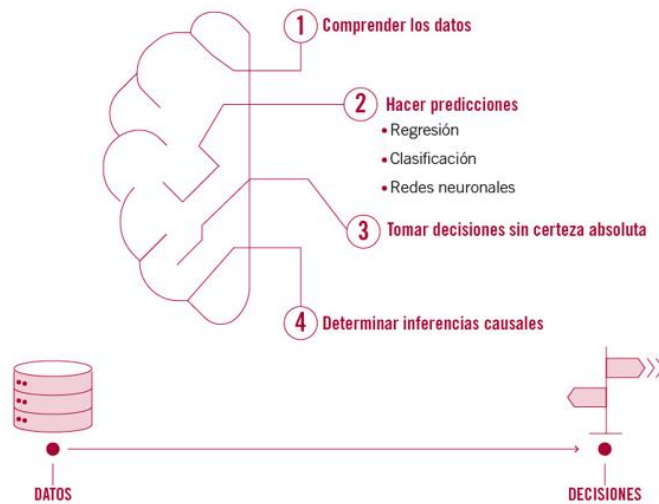 1 Comprender los datos
2 Hacer predicciones
• Regresión
• Clasificación
• Redes neuronales
3 Tomar decisiones sin certeza absoluta
4 Determinar inferencias causales
DATOS
DECISIONES